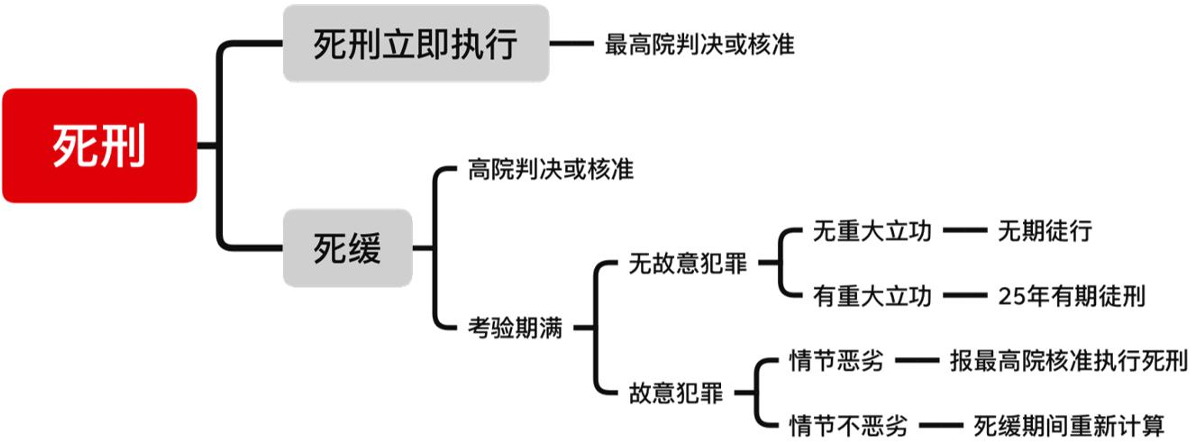 死刑
死刑立即执行
最高院判决或核准
死缓
高院判决或核准
考验期满
无故意犯罪
无重大立功
无期徒行
有重大立功
25年有期徒刑
故意犯罪
情节恶劣
报最高院核准执行死刑
情节不恶劣
死缓期间重新计算